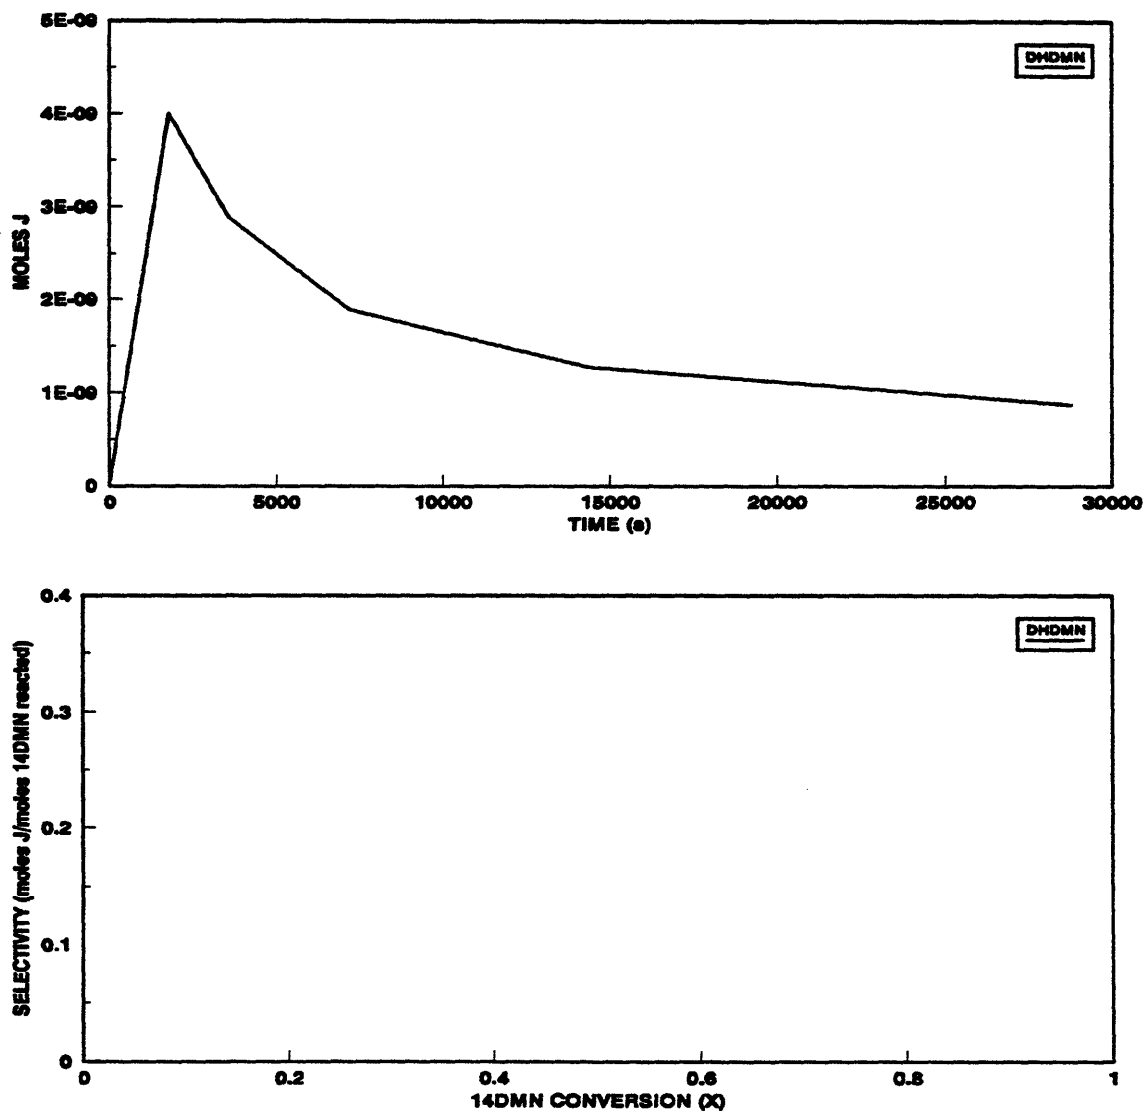 5E-09
DHDMN
4E-09
3E-09
MOLES J
2E-09
1E-09
0
0 5000 10000 15000 20000 25000 30000
TIME (s)
0.4
DHDMN
0.3
SELECTIVITY (moles J/moles 14DMN reacted)
0.2
0.1
0
0 0.2 0.4 0.6 0.8 1
14DMN CONVERSION (X)